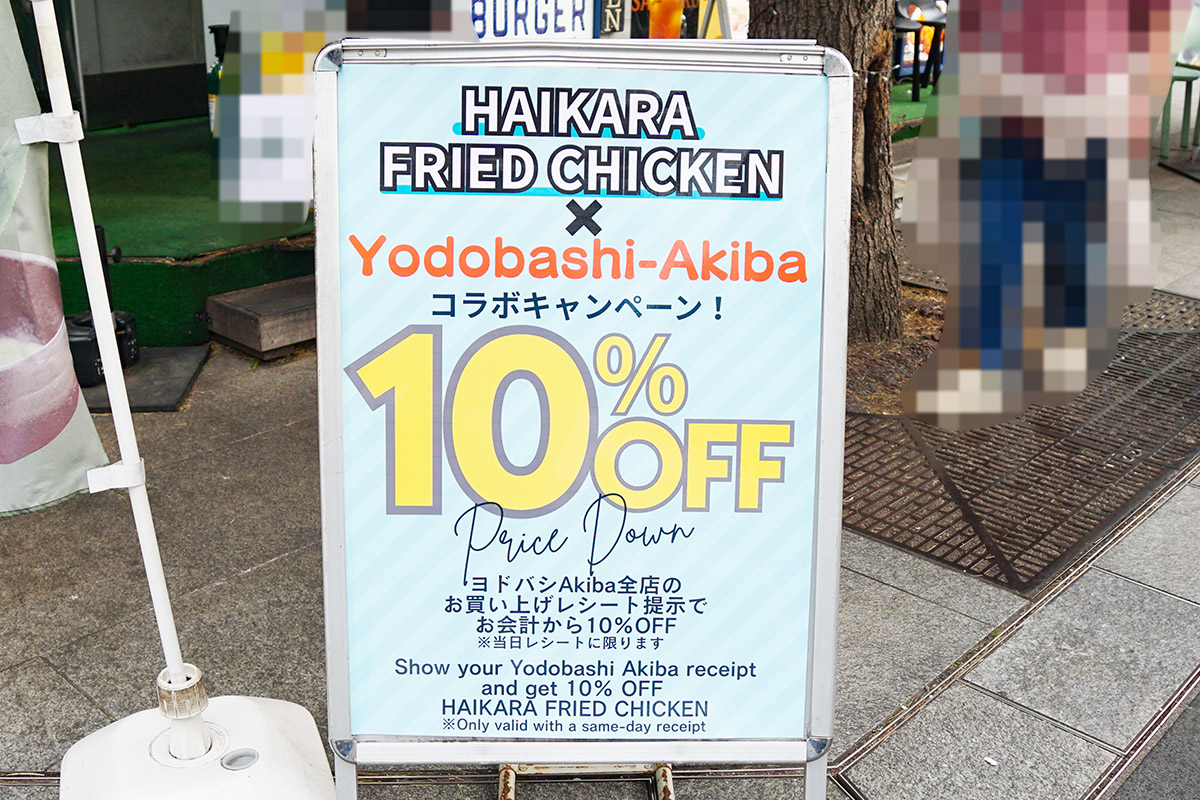 BURGER
HAIKARA
FRIED CHICKEN
×
Yodobashi-Akiba
コラボキャンペーン！
10%
OFF
Price Down
ヨドバシAkiba全店の
お買い上げレシート提示で
お会計から10%OFF
※当日レシートに限ります
Show your Yodobashi Akiba receipt
and get 10% OFF
HAIKARA FRIED CHICKEN
※Only valid with a same-day receipt